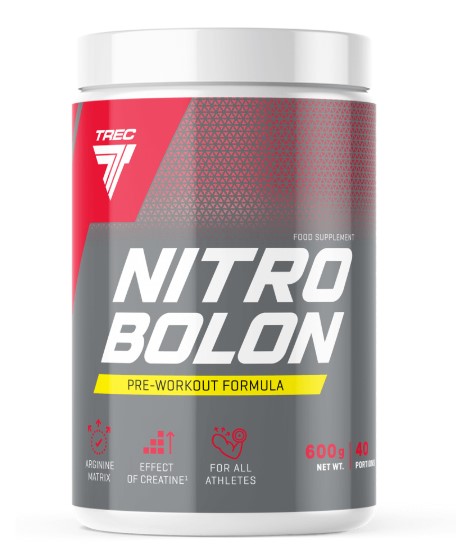 TREC
FOOD SUPPLEMENT
NITRO
BOLON
PRE-WORKOUT FORMULA
ARGININE
MATRIX
EFFECT
OF CREATINE¹
FOR ALL
ATHLETES
600g
NET WT.
40
PORTIONS